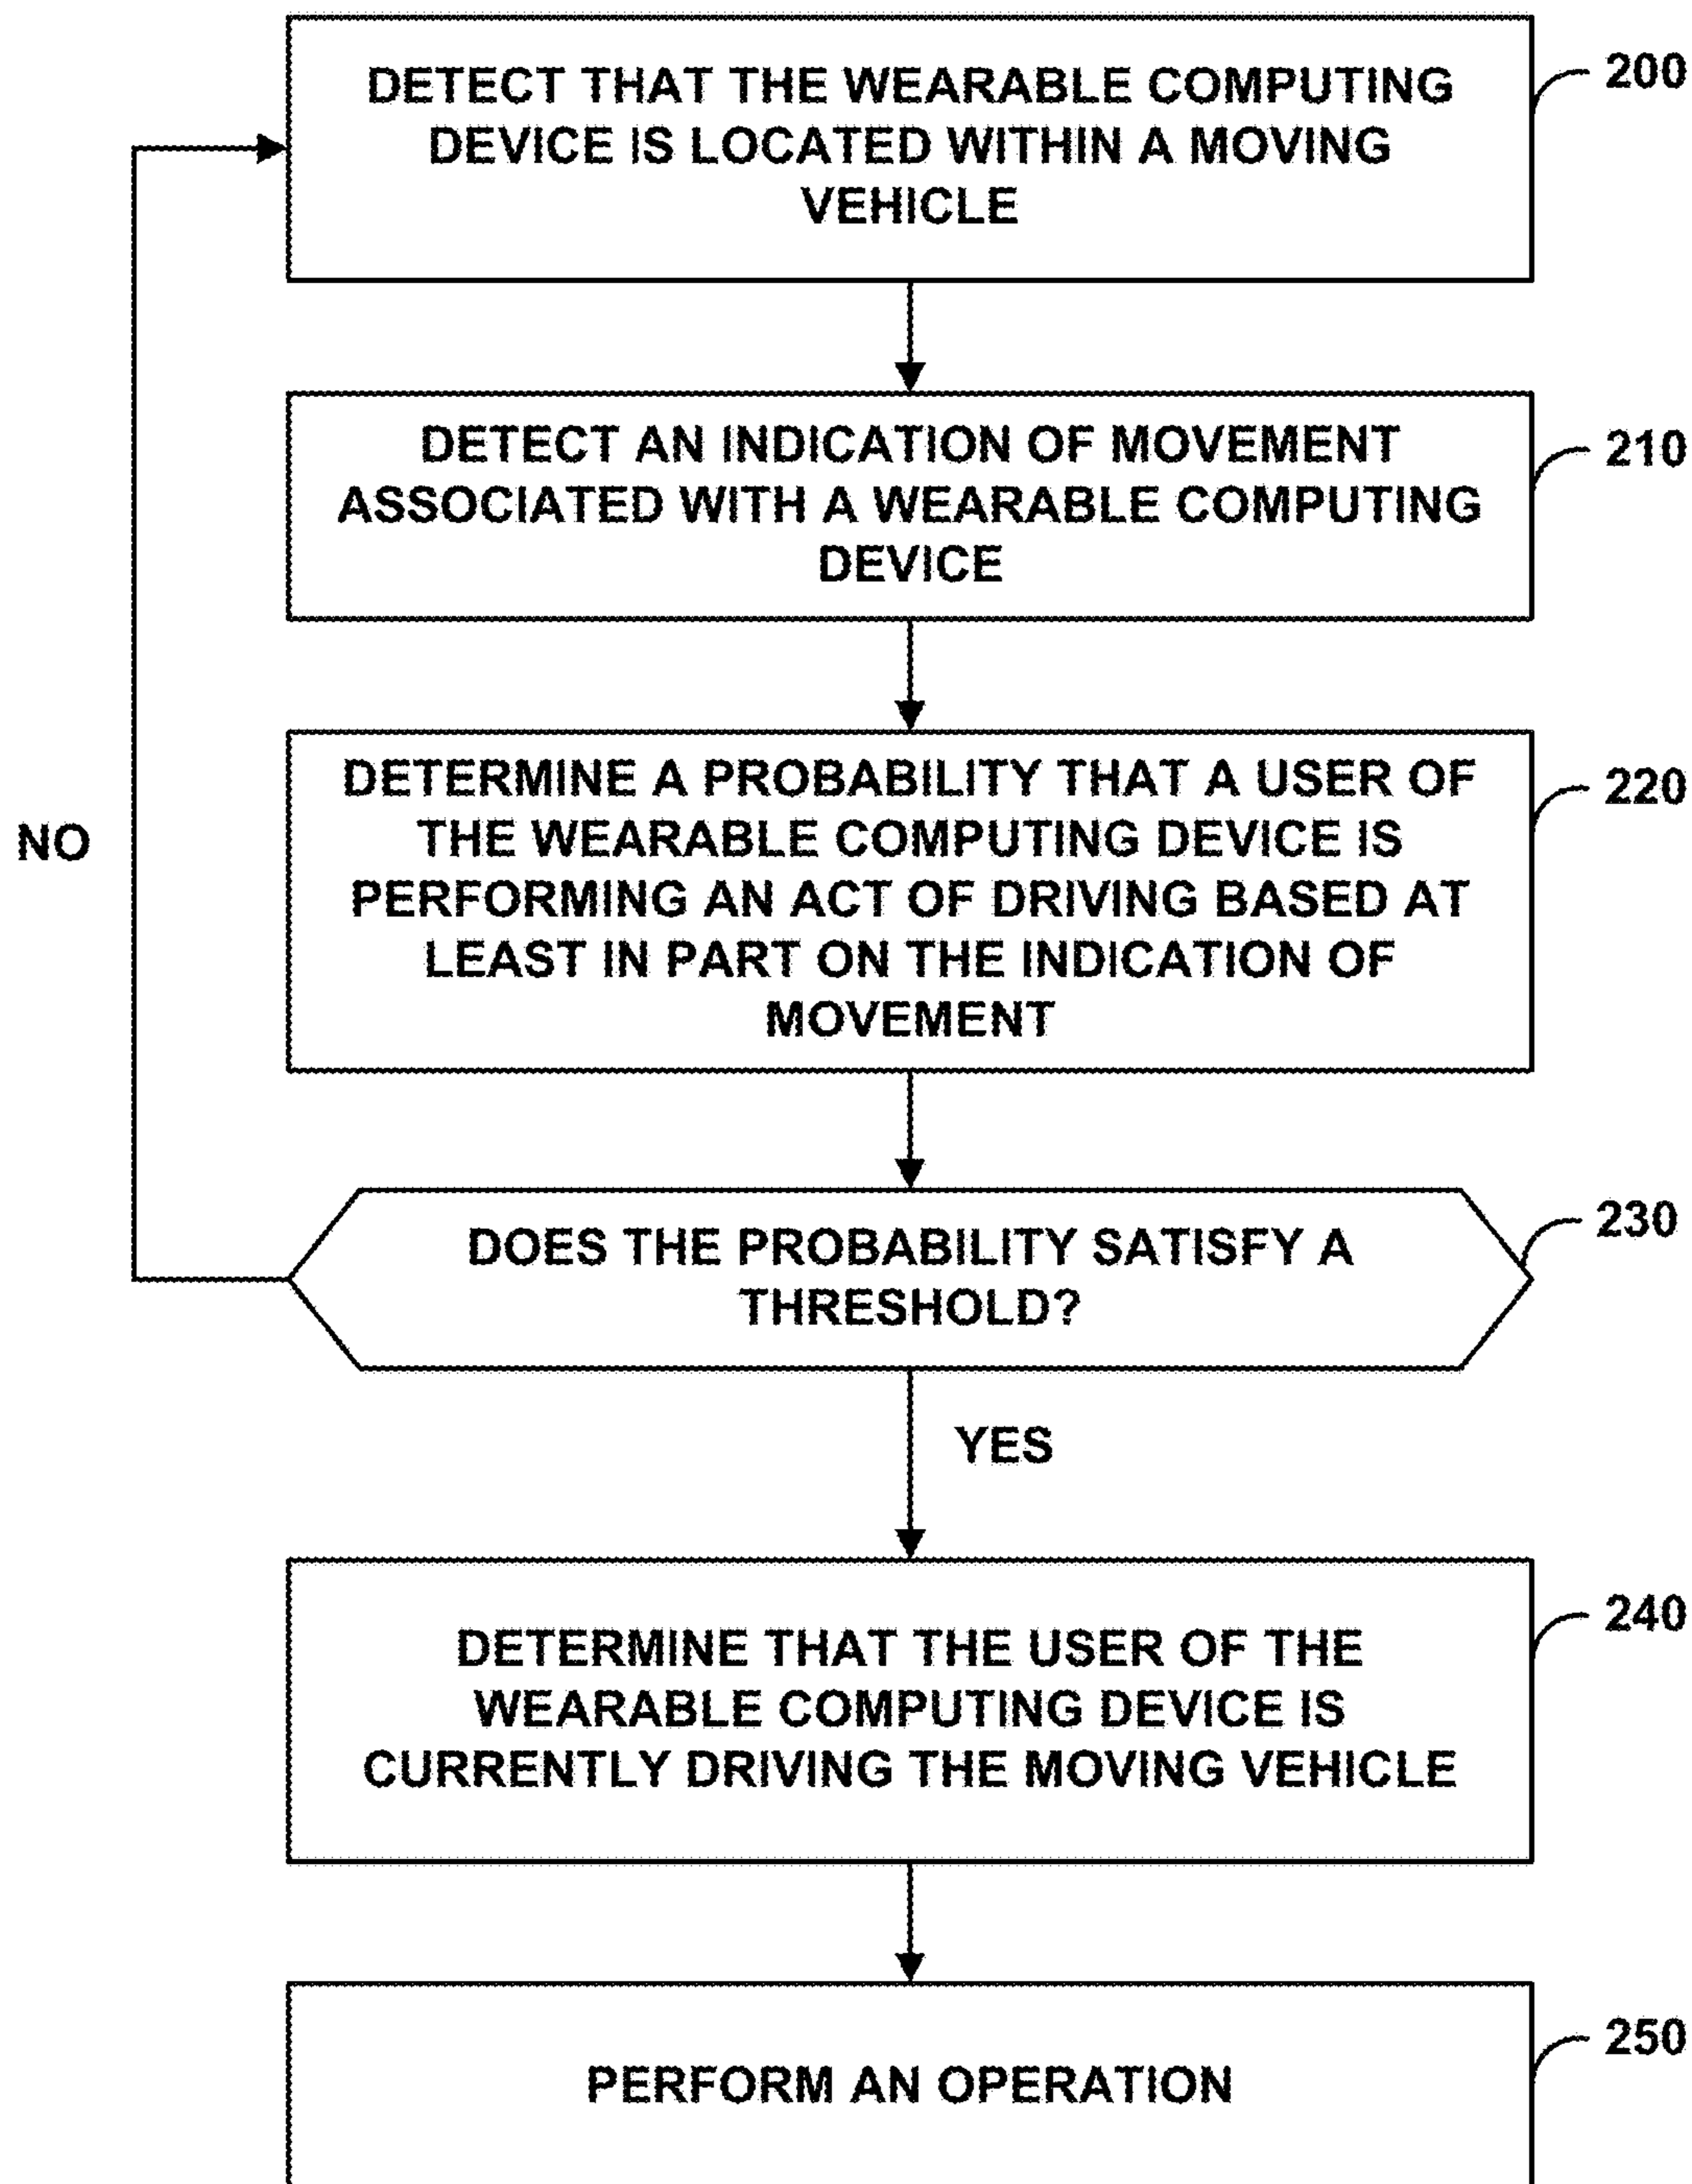 DETECT THAT THE WEARABLE COMPUTING
DEVICE IS LOCATED WITHIN A MOVING
VEHICLE
200
DETECT AN INDICATION OF MOVEMENT
ASSOCIATED WITH A WEARABLE COMPUTING
DEVICE
210
DETERMINE A PROBABILITY THAT A USER OF
THE WEARABLE COMPUTING DEVICE IS
PERFORMING AN ACT OF DRIVING BASED AT
LEAST IN PART ON THE INDICATION OF
MOVEMENT
220
NO
DOES THE PROBABILITY SATISFY A
THRESHOLD?
230
YES
DETERMINE THAT THE USER OF THE
WEARABLE COMPUTING DEVICE IS
CURRENTLY DRIVING THE MOVING VEHICLE
240
PERFORM AN OPERATION
250